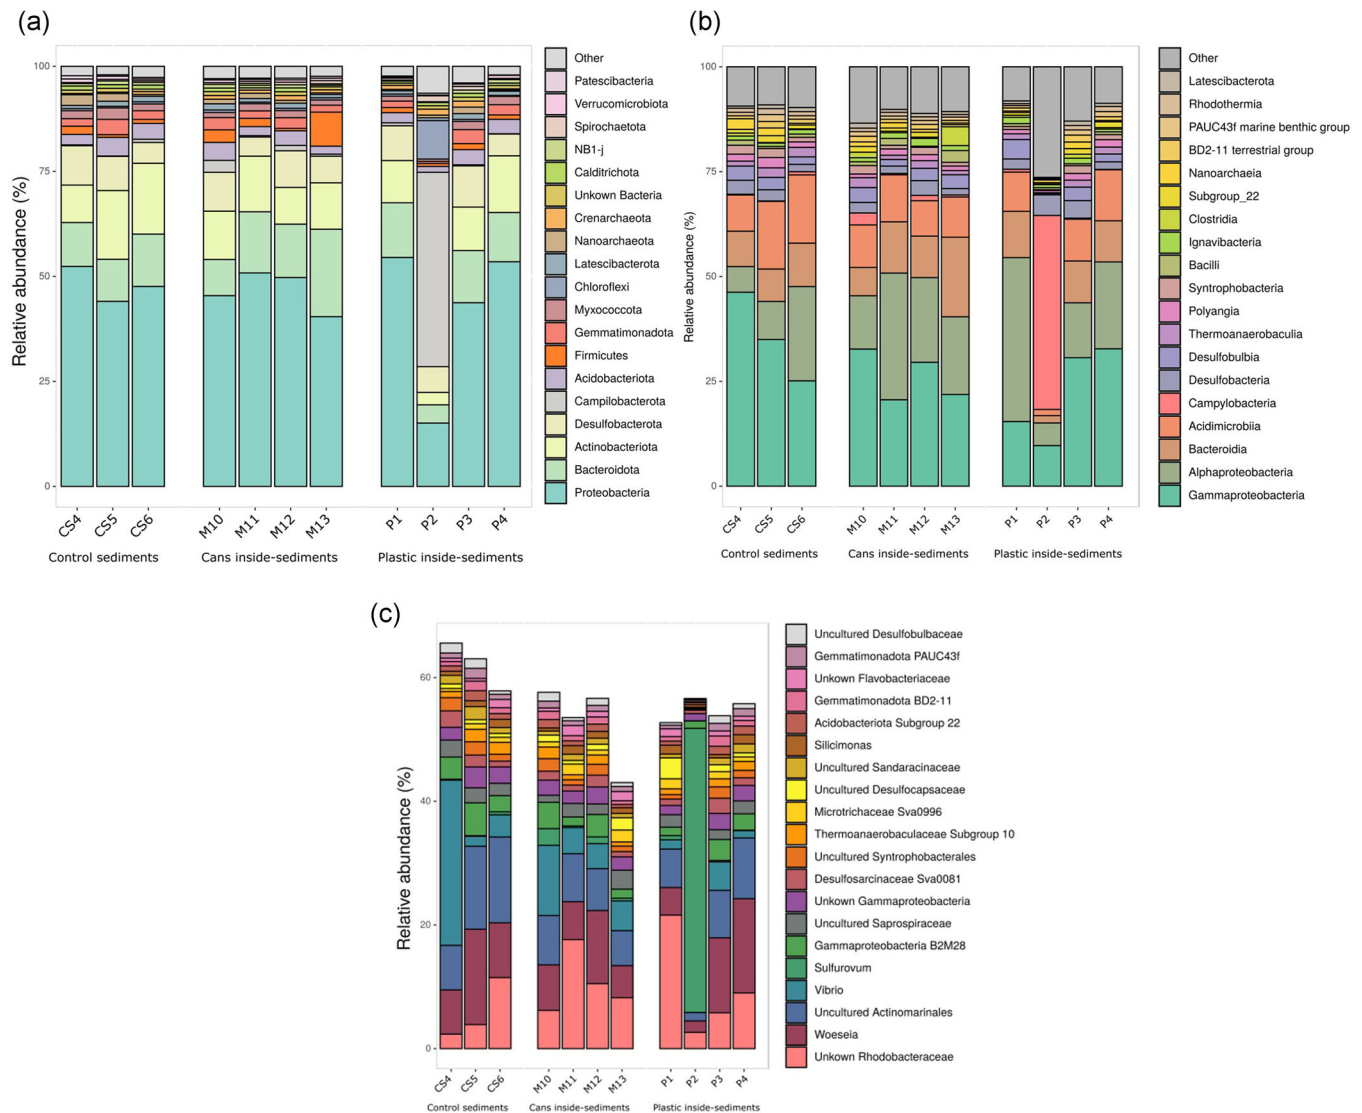 (a)
Relative abundance (%)
100
75
50
25
0
CS4 CS5 CS6 M10 M11 M12 M13 P1 P2 P3 P4
Control sediments Cans inside-sediments Plastic inside-sediments
Other
Patescibacteria
Verrucomicrobiota
Spirochaetota
NB1-j
Calditrichota
Unkown Bacteria
Crenarchaeota
Nanoarchaeota
Latescibacterota
Chloroflexi
Myxococcota
Gemmatimonadota
Firmicutes
Acidobacteriota
Campilobacterota
Desulfobacterota
Actinobacteriota
Bacteroidota
Proteobacteria
(b)
Relative abundance (%)
100
75
50
25
0
CS4 CS5 CS6 M10 M11 M12 M13 P1 P2 P3 P4
Control sediments Cans inside-sediments Plastic inside-sediments
Other
Latescibacterota
Rhodothermia
PAUC43f marine benthic group
BD2-11 terrestrial group
Nanoarchaeia
Subgroup_22
Clostridia
Ignavibacteria
Bacilli
Syntrophobacteria
Polyangia
Thermoanaerobaculia
Desulfobulbia
Desulfobacteria
Campylobacteria
Acidimicrobiia
Bacteroidia
Alphaproteobacteria
Gammaproteobacteria
(c)
Relative abundance (%)
60
40
20
0
CS4 CS5 CS6 M10 M11 M12 M13 P1 P2 P3 P4
Control sediments Cans inside-sediments Plastic inside-sediments
Uncultured Desulfobulbaceae
Gemmatimonadota PAUC43f
Unkown Flavobacteriaceae
Gemmatimonadota BD2-11
Acidobacteriota Subgroup 22
Silicimonas
Uncultured Sandaracinaceae
Uncultured Desulfocapsaceae
Microtrichaceae Sva0996
Thermoanaerobaculaceae Subgroup 10
Uncultured Syntrophobacterales
Desulfosarcinaceae Sva0081
Unkown Gammaproteobacteria
Uncultured Saprospiraceae
Gammaproteobacteria B2M28
Sulfurovum
Vibrio
Uncultured Actinomarinales
Woeseia
Unkown Rhodobacteraceae